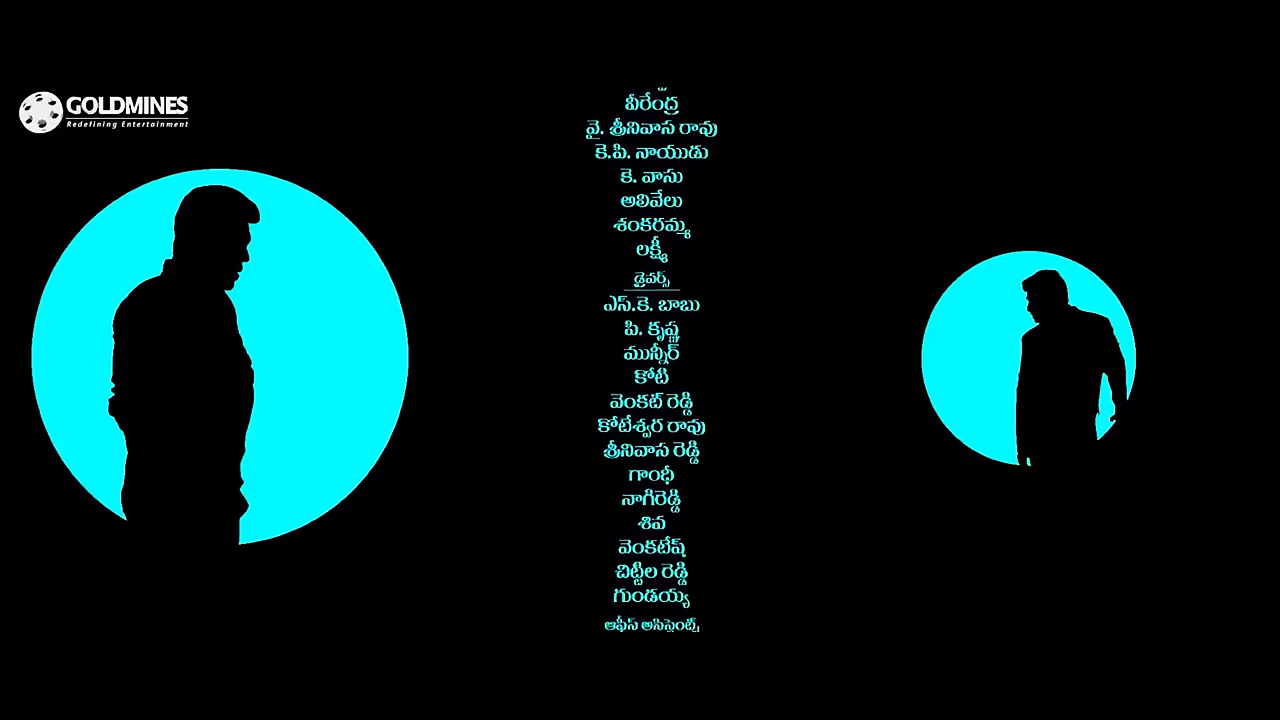 GOLDMINES
Redefining Entertainment
వీరేంద్ర
వై. శ్రీనివాస రావు
కె.పి. నాయుడు
కె. వాసు
అలివేలు
శంకరమ్మ
లక్ష్మీ
డ్రైవర్స్
ఎస్.కె. బాబు
పి. కృష్ణ
మున్నీర్
కోటి
వెంకట్ రెడ్డి
కోటేశ్వర రావు
శ్రీనివాస రెడ్డి
గాంధీ
నాగిరెడ్డి
శివ
వెంకటేష్
చిట్టిల రెడ్డి
గుండయ్య
ఆఫీస్ అసిస్టెంట్స్